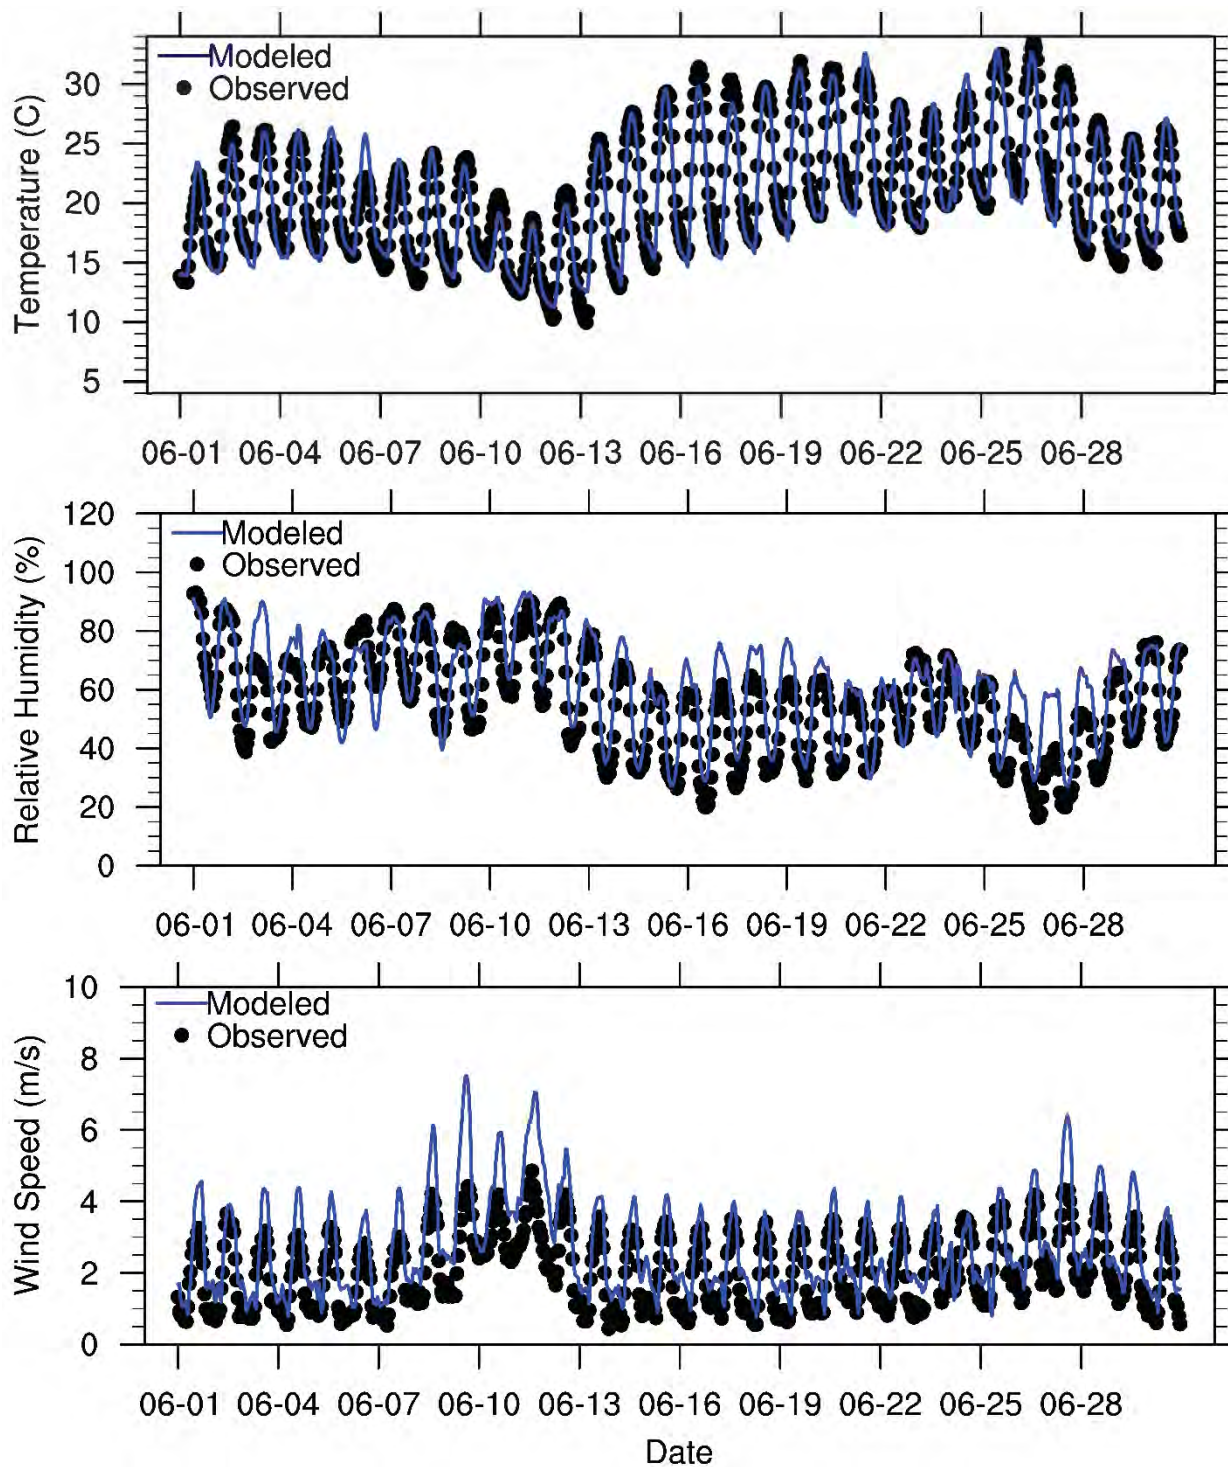 Modeled
Observed
30
25
20
15
10
5
Temperature (C)
06-01 06-04 06-07 06-10 06-13 06-16 06-19 06-22 06-25 06-28
120
100
80
60
40
20
0
Relative Humidity (%)
Modeled
Observed
06-01 06-04 06-07 06-10 06-13 06-16 06-19 06-22 06-25 06-28
10
8
6
4
2
0
Wind Speed (m/s)
Modeled
Observed
06-01 06-04 06-07 06-10 06-13 06-16 06-19 06-22 06-25 06-28
Date